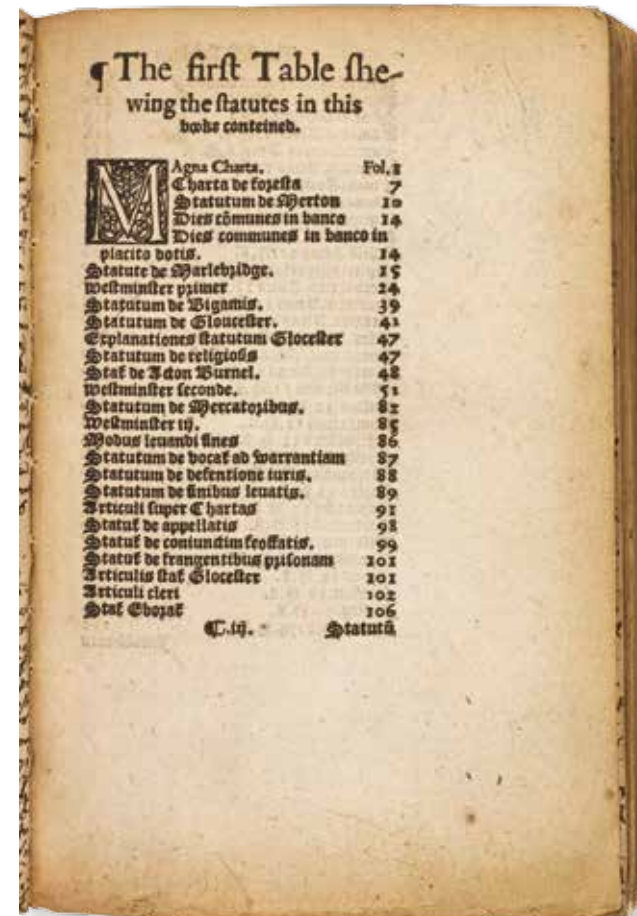 ¶ The first Table she-
wing the statutes in this
booke conteined.
MAgna Charta. Fol.1
Charta de foresta 7
Statutum de Merton 10
Dies cōmunes in banco 14
Dies communes in banco in
placito dotis. 14
Statute de Marlebridge. 15
Westminster primer 24
Statutum de Bigamis. 39
Statutum de Gloucester. 41
Explanationes statutum Glocester 47
Statutum de religiosis 47
Stat de Acton Burnel. 48
Westminster seconde. 51
Statutum de Mercatoribus. 82
Westminster iij. 85
Modus leuandi fines 86
Statutum de vocat ad warrantiam 87
Statutum de defentione iuris. 88
Statutum de finibus leuatis. 89
Articuli super Chartas 91
Statut de appellatis 98
Statut de coniunctim feoffatis. 99
Statut de frangentibus prisonam 101
Articulis stat Glocester 101
Articuli cleri 102
Stat Eborat 106
C.iij. Statutū